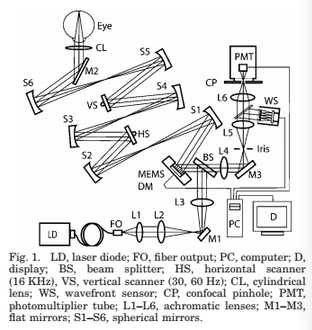 Eye
CL
M2
S6
S5
VS
S4
S3
HS
S2
S1
PMT
CP
L6
WS
L5
Iris
BS
L4
M3
MEMS
DM
L3
LD
FO
L1
L2
M1
PC
D
Fig. 1. LD, laser diode; FO, fiber output; PC, computer; D,
display; BS, beam splitter; HS, horizontal scanner
(16 KHz), VS, vertical scanner (30, 60 Hz); CL, cylindrical
lens; WS, wavefront sensor; CP, confocal pinhole; PMT,
photomultiplier tube; L1–L6, achromatic lenses; M1–M3,
flat mirrors; S1–S6, spherical mirrors.